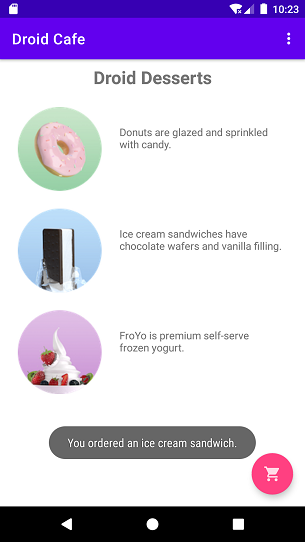 10:23
Droid Cafe
Droid Desserts
Donuts are glazed and sprinkled
with candy.
Ice cream sandwiches have
chocolate wafers and vanilla filling.
FroYo is premium self-serve
frozen yogurt.
You ordered an ice cream sandwich.